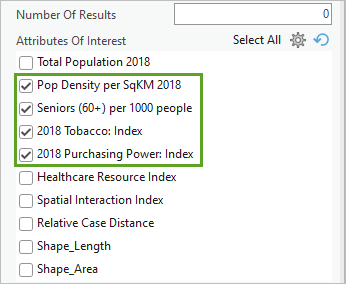 Number Of Results 0
Attributes Of Interest Select All
Total Population 2018
Pop Density per SqKM 2018
Seniors (60+) per 1000 people
2018 Tobacco: Index
2018 Purchasing Power: Index
Healthcare Resource Index
Spatial Interaction Index
Relative Case Distance
Shape_Length
Shape_Area